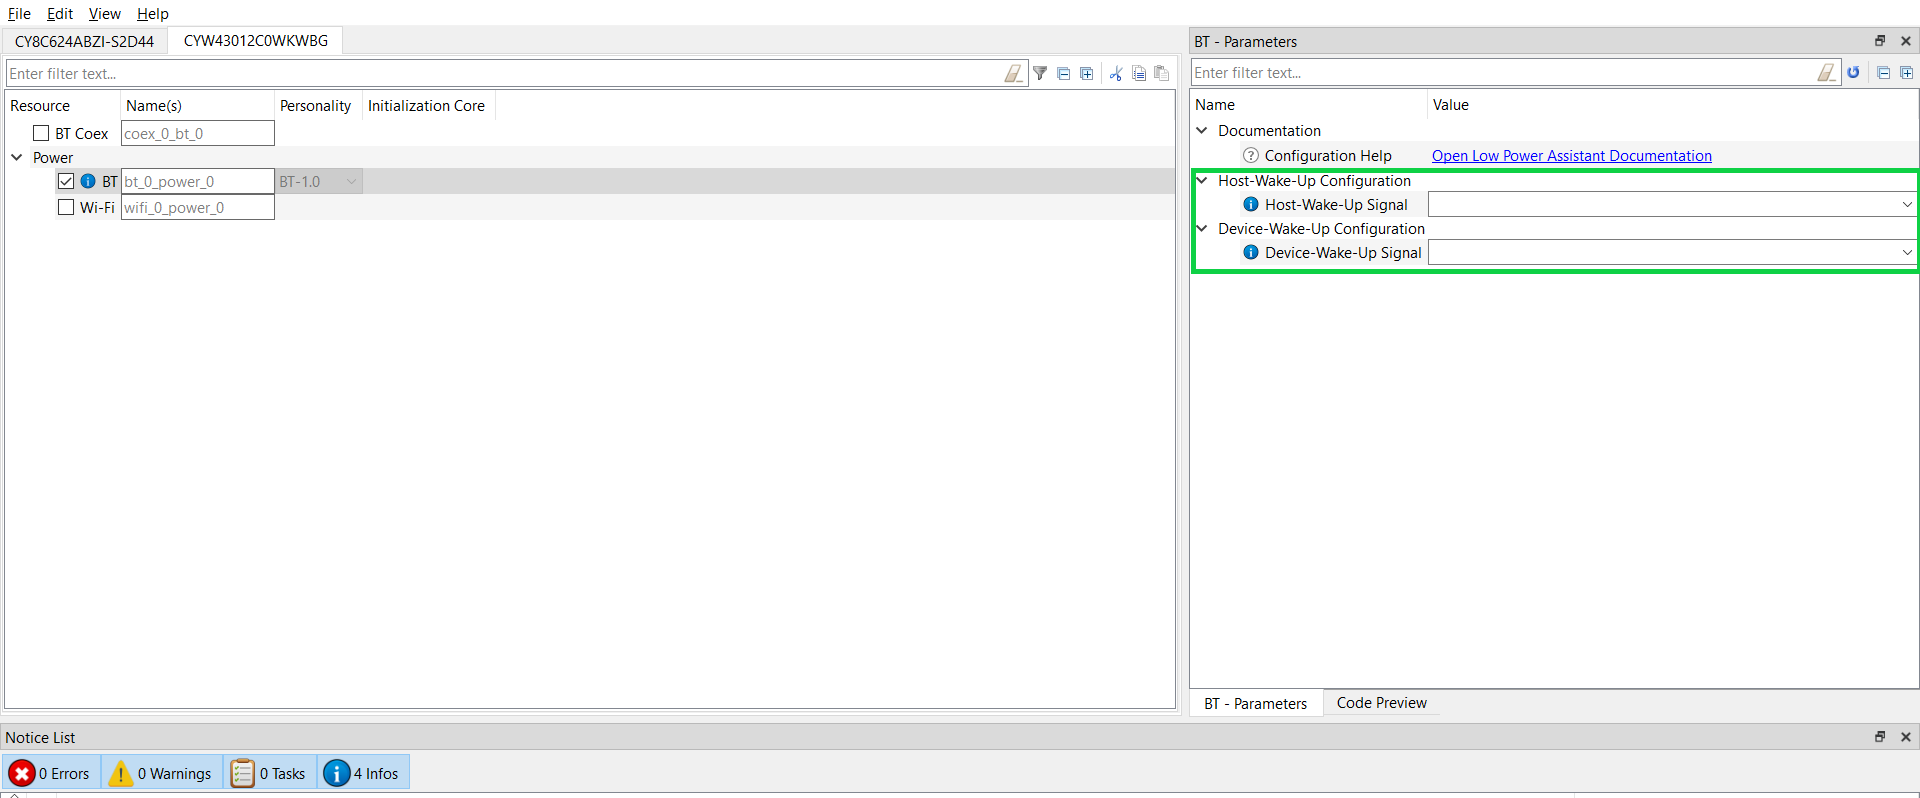 File Edit View Help
CY8C624ABZI-S2D44 CYW43012C0WKWBG
Enter filter text...
Resource Name(s) Personality Initialization Core
BT Coex coex_0_bt_0
Power
BT bt_0_power_0 BT-1.0
Wi-Fi wifi_0_power_0
BT - Parameters
Enter filter text...
Name Value
Documentation
Configuration Help Open Low Power Assistant Documentation
Host-Wake-Up Configuration
Host-Wake-Up Signal
Device-Wake-Up Configuration
Device-Wake-Up Signal
BT - Parameters Code Preview
Notice List
0 Errors 0 Warnings 0 Tasks 4 Infos